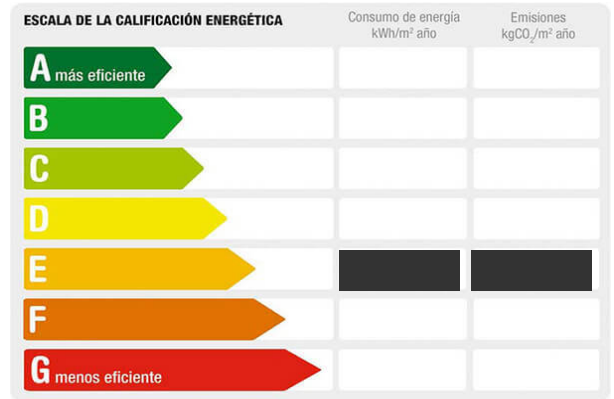 ESCALA DE LA CALIFICACIÓN ENERGÉTICA
Consumo de energía
kWh/m² año
Emisiones
kgCO₂/m² año
A más eficiente
B
C
D
E
F
G menos eficiente